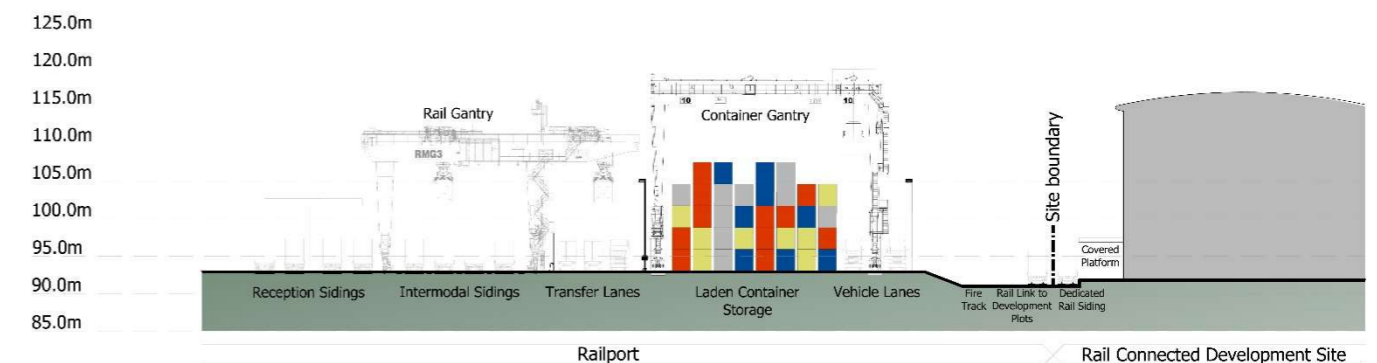 125.0m
120.0m
115.0m
110.0m
105.0m
100.0m
95.0m
90.0m
85.0m
Rail Gantry
RMG3
10
10
Container Gantry
Site boundary
Covered
Platform
Reception Sidings
Intermodal Sidings
Transfer Lanes
Laden Container
Storage
Vehicle Lanes
Fire
Track
Rail Link to
Development
Plots
Dedicated
Rail Siding
Railport
Rail Connected Development Site